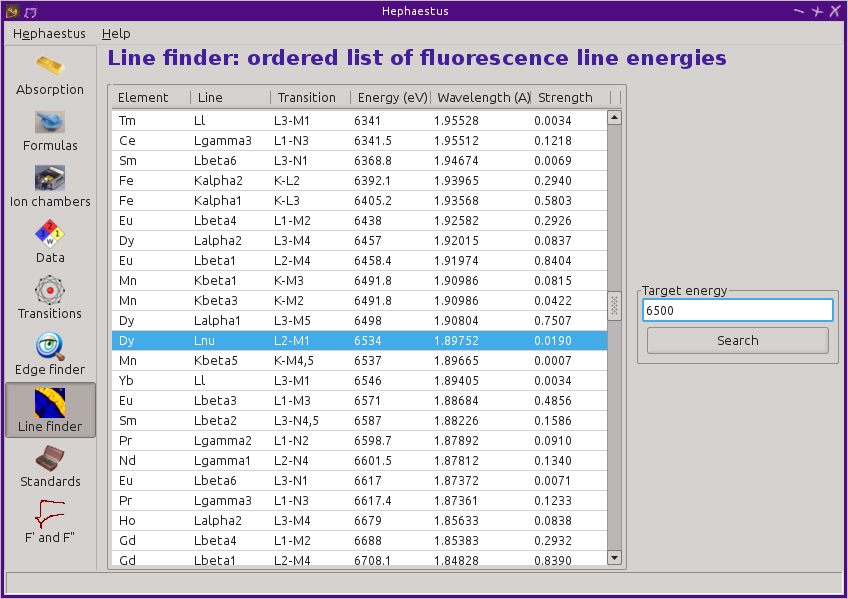 Hephaestus
Hephaestus Help
Absorption
Formulas
Ion chambers
Data
Transitions
Edge finder
Line finder
Standards
F' and F"
Line finder: ordered list of fluorescence line energies
Element Line Transition Energy (eV) Wavelength (A) Strength
Tm Ll L3-M1 6341 1.95528 0.0034
Ce Lgamma3 L1-N3 6341.5 1.95512 0.1218
Sm Lbeta6 L3-N1 6368.8 1.94674 0.0069
Fe Kalpha2 K-L2 6392.1 1.93965 0.2940
Fe Kalpha1 K-L3 6405.2 1.93568 0.5803
Eu Lbeta4 L1-M2 6438 1.92582 0.2926
Dy Lalpha2 L3-M4 6457 1.92015 0.0837
Eu Lbeta1 L2-M4 6458.4 1.91974 0.8404
Mn Kbeta1 K-M3 6491.8 1.90986 0.0815
Mn Kbeta3 K-M2 6491.8 1.90986 0.0422
Dy Lalpha1 L3-M5 6498 1.90804 0.7507
Dy Lnu L2-M1 6534 1.89752 0.0190
Mn Kbeta5 K-M4,5 6537 1.89665 0.0007
Yb Ll L3-M1 6546 1.89405 0.0034
Eu Lbeta3 L1-M3 6571 1.88684 0.4856
Sm Lbeta2 L3-N4,5 6587 1.88226 0.1586
Pr Lgamma2 L1-N2 6598.7 1.87892 0.0910
Nd Lgamma1 L2-N4 6601.5 1.87812 0.1340
Eu Lbeta6 L3-N1 6617 1.87372 0.0071
Pr Lgamma3 L1-N3 6617.4 1.87361 0.1233
Ho Lalpha2 L3-M4 6679 1.85633 0.0838
Gd Lbeta4 L1-M2 6688 1.85383 0.2932
Gd Lbeta1 L2-M4 6708.1 1.84828 0.8390
Target energy
6500
Search